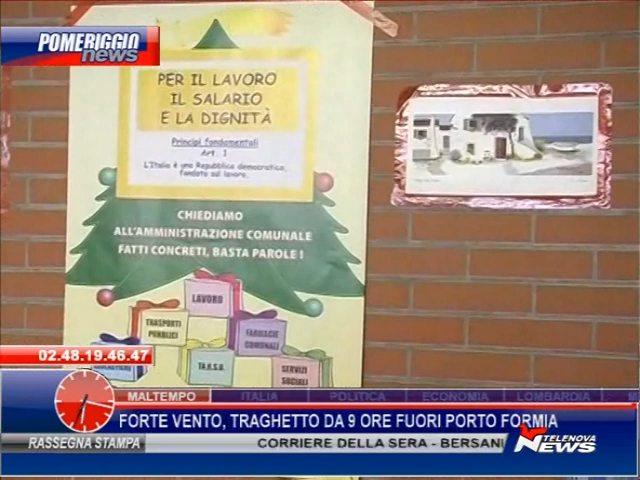 POMERIGGIO
news
PER IL LAVORO
IL SALARIO
E LA DIGNITÀ
Principi fondamentali
Art. 1
L'Italia è una Repubblica democratica,
fondata sul lavoro.
CHIEDIAMO
ALL'AMMINISTRAZIONE COMUNALE
FATTI CONCRETI, BASTA PAROLE !
LAVORO
TRASPORTI
PUBBLICI
FARMACIE
COMUNALI
TA.R.S.U.
SERVIZI
SOCIALI
02.48.19.46.47
MALTEMPO
ITALIA
POLITICA
ECONOMIA
LOMBARDIA
M
FORTE VENTO, TRAGHETTO DA 9 ORE FUORI PORTO FORMIA
RASSEGNA STAMPA
CORRIERE DELLA SERA - BERSANI
TELENOVA
NEWS